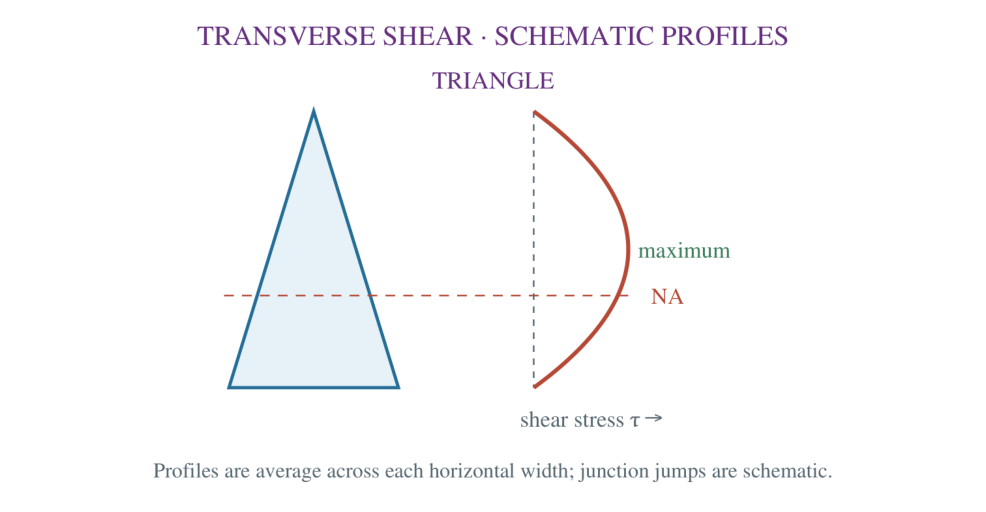 TRANSVERSE SHEAR · SCHEMATIC PROFILES
TRIANGLE
maximum
NA
shear stress τ →
Profiles are average across each horizontal width; junction jumps are schematic.